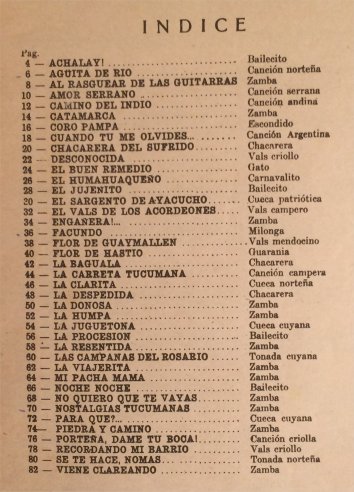 INDICE
Pag.
4 — ACHALAY! .......... Bailecito
6 — AGUITA DE RIO .......... Canción norteña
8 — AL RASGUEAR DE LAS GUITARRAS Zamba
10 — AMOR SERRANO .......... Canción serrana
12 — CAMINO DEL INDIO .......... Canción andina
14 — CATAMARCA .......... Zamba
16 — CORO PAMPA .......... Escondido
18 — CUANDO TU ME OLVIDES... .......... Canción Argentina
20 — CHACARERA DEL SUFRIDO .......... Chacarera
22 — DESCONOCIDA .......... Vals criollo
24 — EL BUEN REMEDIO .......... Gato
26 — EL HUMAHUAQUEÑO .......... Carnavalito
28 — EL JUJENITO .......... Bailecito
30 — EL SARGENTO DE AYACUCHO .......... Cueca patriótica
32 — EL VALS DE LOS ACORDEONES .......... Vals campero
34 — ENGAÑERA!... .......... Zamba
36 — FACUNDO .......... Milonga
38 — FLOR DE GUAYMALLEN .......... Vals mendocino
40 — FLOR DE HASTIO .......... Guarania
42 — LA BAGUALA .......... Chacarera
44 — LA CARRETA TUCUMANA .......... Canción campera
46 — LA CLARITA .......... Cueca norteña
48 — LA DESPEDIDA .......... Chacarera
50 — LA DONOSA .......... Zamba
52 — LA HUMPA .......... Zamba
54 — LA JUGUETONA .......... Cueca cuyana
56 — LA PROCESION .......... Bailecito
58 — LA RESENTIDA .......... Zamba
60 — LAS CAMPANAS DEL ROSARIO .......... Tonada cuyana
62 — LA VIAJERITA .......... Zamba
64 — MI PACHA MAMA .......... Zamba
66 — NOCHE NOCHE .......... Bailecito
68 — NO QUIERO QUE TE VAYAS .......... Zamba
70 — NOSTALGIAS TUCUMANAS .......... Zamba
72 — PARA QUE? .......... Cueca cuyana
74 — PIEDRA Y CAMINO .......... Zamba
76 — PORTEÑA, DAME TU BOCA! .......... Canción criolla
78 — RECORDANDO MI BARRIO .......... Vals criollo
80 — SE TE HACE, NOMAS... .......... Tonada norteña
82 — VIENE CLAREANDO .......... Zamba